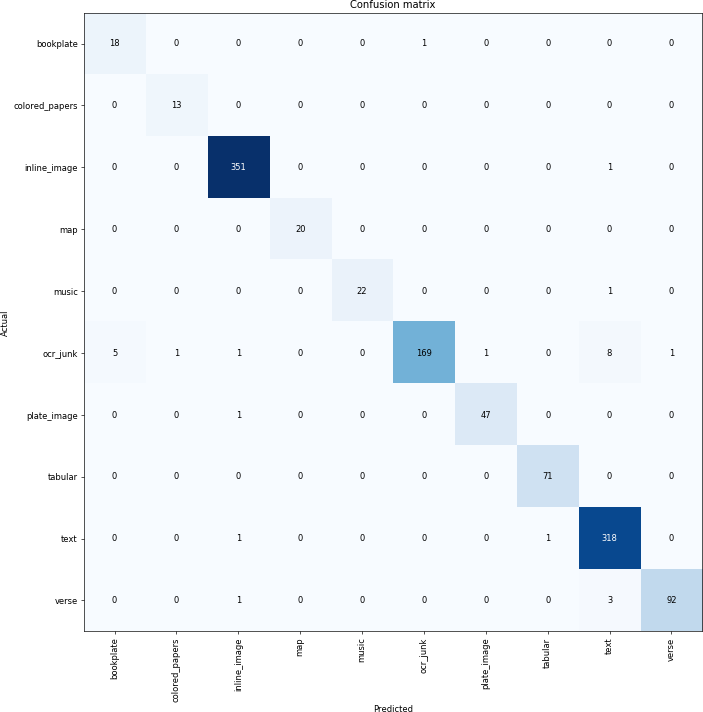 Confusion matrix
bookplate 18 0 0 0 0 1 0 0 0 0
colored_papers 0 13 0 0 0 0 0 0 0 0
inline_image 0 0 351 0 0 0 0 0 1 0
map 0 0 0 20 0 0 0 0 0 0
music 0 0 0 0 22 0 0 0 1 0
Actual
ocr_junk 5 1 1 0 0 169 1 0 8 1
plate_image 0 0 1 0 0 0 47 0 0 0
tabular 0 0 0 0 0 0 0 71 0 0
text 0 0 1 0 0 0 0 1 318 0
verse 0 0 1 0 0 0 0 0 3 92
bookplate colored_papers inline_image map music ocr_junk plate_image tabular text verse
Predicted